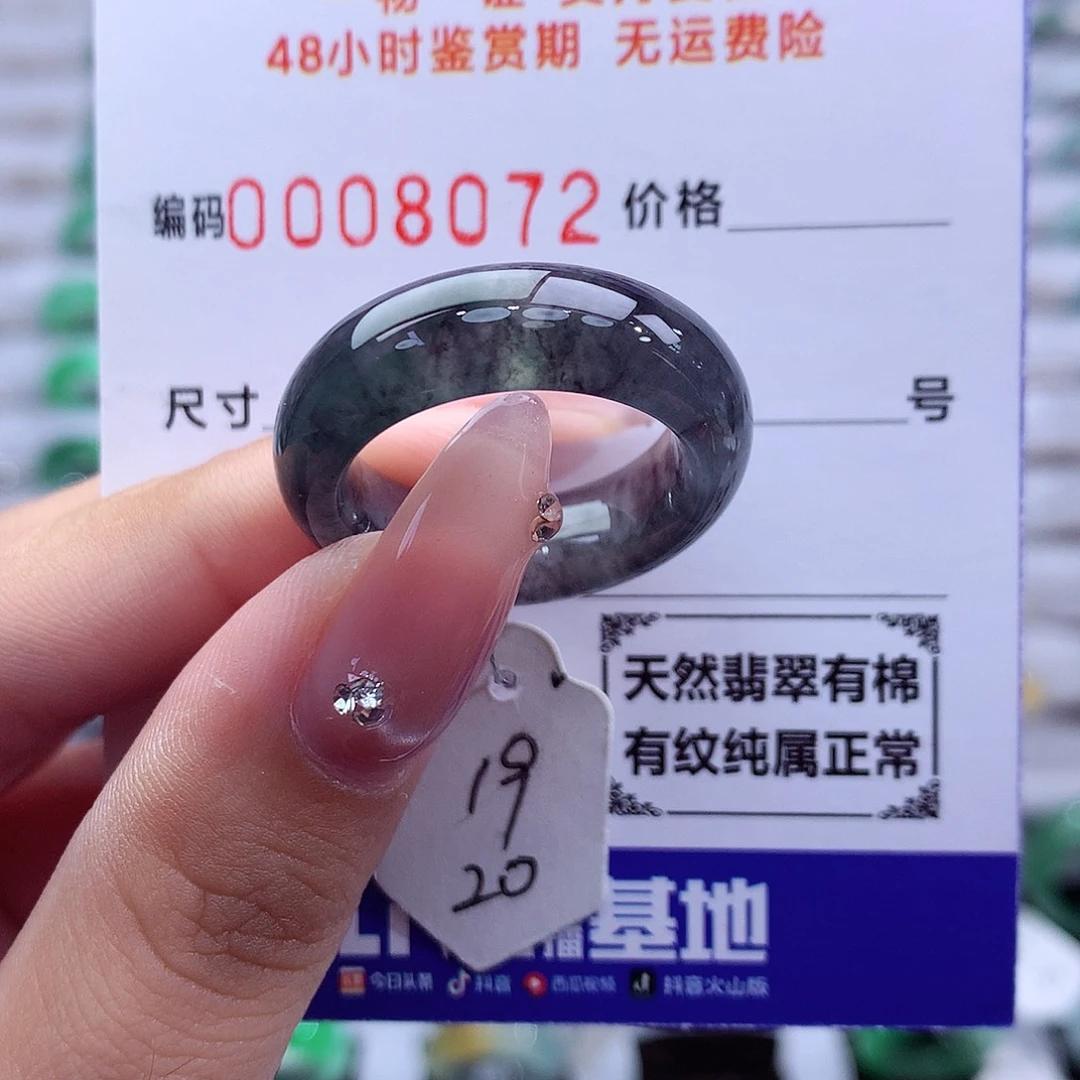 48小时鉴赏期 无运费险
编码0008072 价格
尺寸 号
天然翡翠有棉
有纹纯属正常
19
20
播基地
今日头条 抖音 西瓜视频 抖音火山版